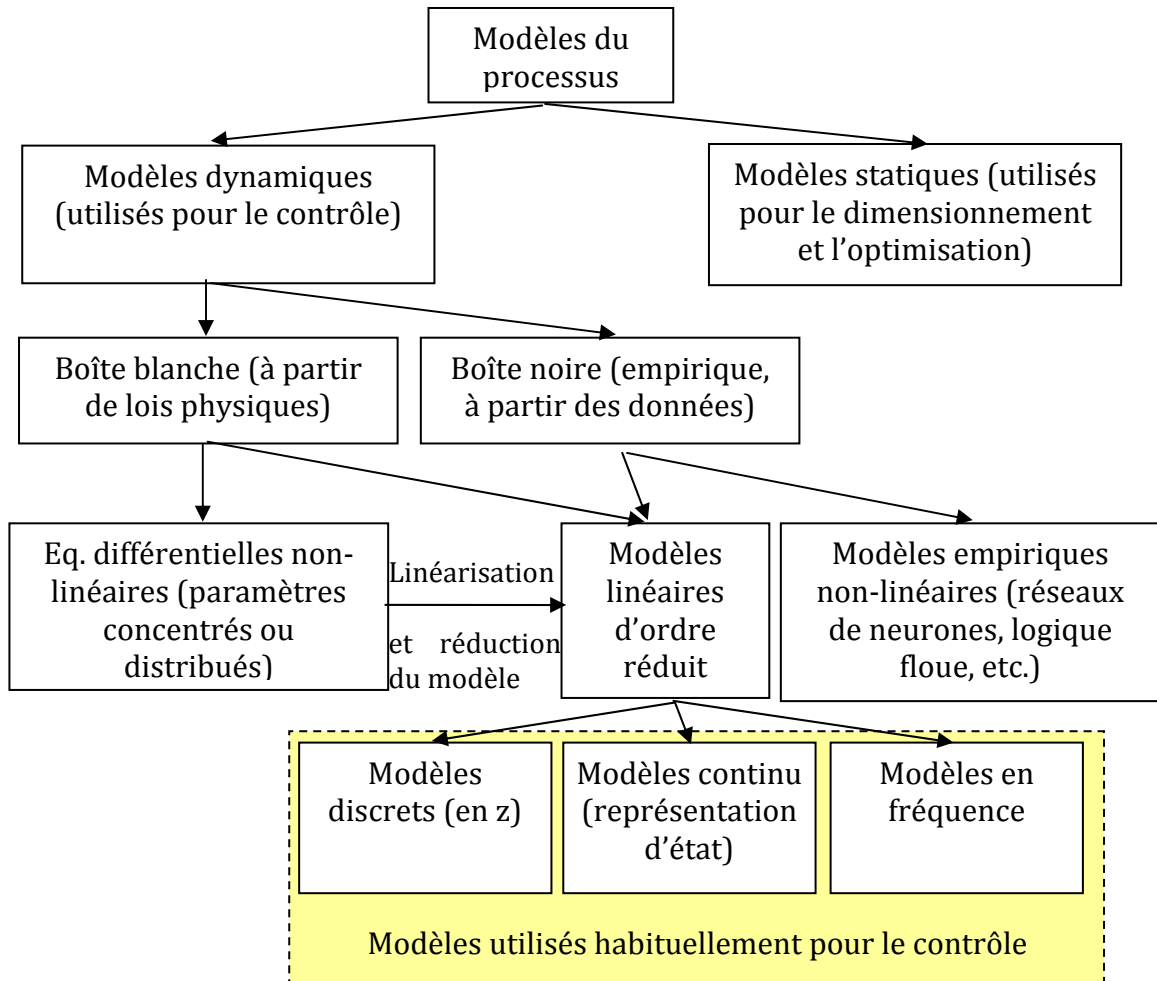 Modèles du
processus
Modèles dynamiques
(utilisés pour le contrôle)
Modèles statiques (utilisés
pour le dimensionnement
et l’optimisation)
Boîte blanche (à partir
de lois physiques)
Boîte noire (empirique,
à partir des données)
Eq. différentielles non-
linéaires (paramètres
concentrés ou
distribués)
Linéarisation
et réduction
du modèle
Modèles
linéaires
d’ordre
réduit
Modèles empiriques
non-linéaires (réseaux
de neurones, logique
floue, etc.)
Modèles
discrets (en z)
Modèles continu
(représentation
d’état)
Modèles en
fréquence
Modèles utilisés habituellement pour le contrôle